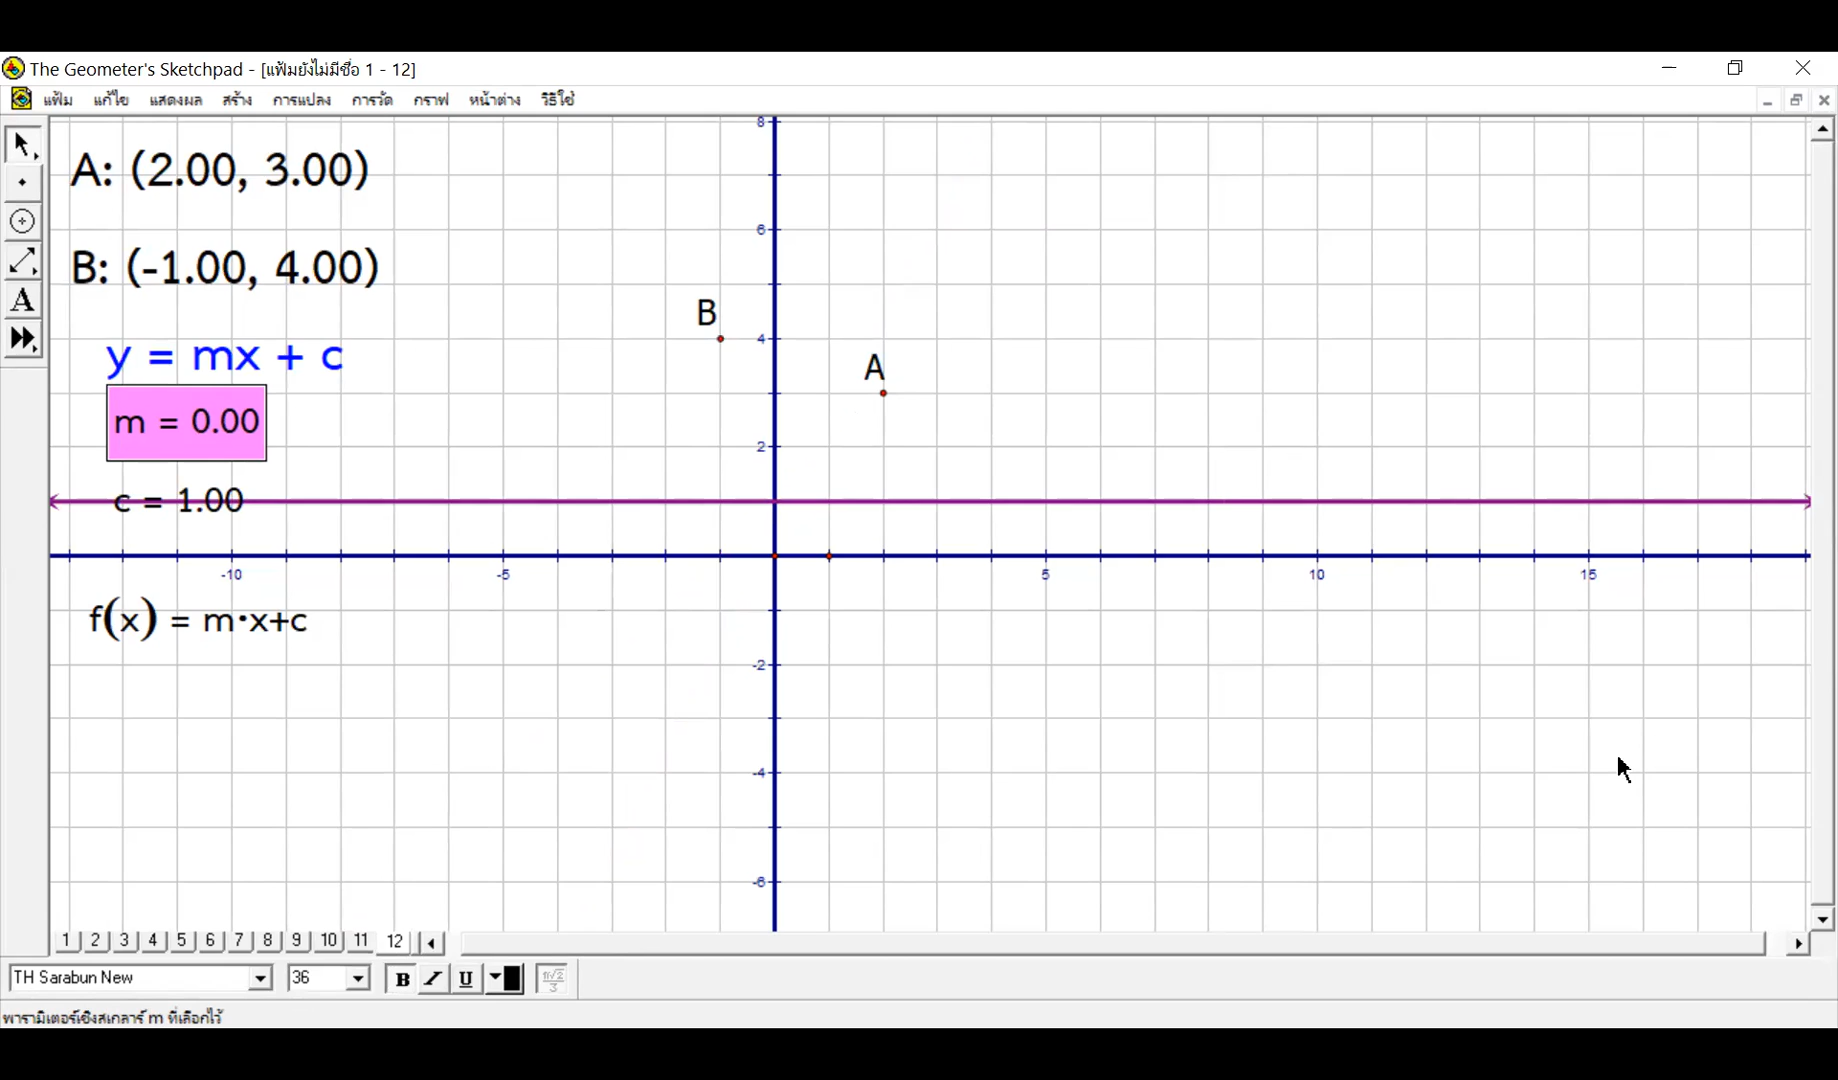 The Geometer's Sketchpad - [แฟ้มยังไม่มีชื่อ 1 - 12]
แฟ้ม แก้ไข แสดงผล สร้าง การแปลง การวัด กราฟ หน้าต่าง วิธีใช้
A: (2.00, 3.00)
B: (-1.00, 4.00)
y = mx + c
m = 0.00
c = 1.00
f(x) = m·x+c
B
A
8
6
4
2
-10 -5 5 10 15
-2
-4
-6
1 2 3 4 5 6 7 8 9 10 11 12
TH Sarabun New 36 B I U
พารามิเตอร์เชิงสเกลาร์ m ที่เลือกไว้